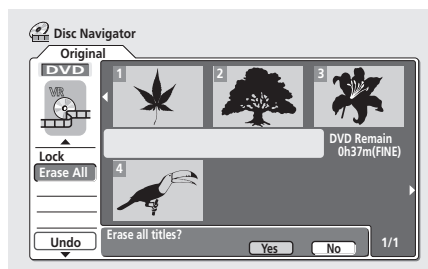 Disc Navigator
Original
DVD
VR
1
2
3
DVD Remain
0h37m(FINE)
Lock
Erase All
4
Undo
Erase all titles?
Yes
No
1/1